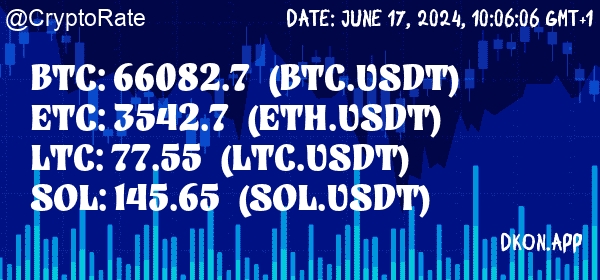 @CryptoRate
DATE: JUNE 17, 2024, 10:06:06 GMT+1
BTC: 66082.7 (BTC.USDT)
ETC: 3542.7 (ETH.USDT)
LTC: 77.55 (LTC.USDT)
SOL: 145.65 (SOL.USDT)
DKON.APP